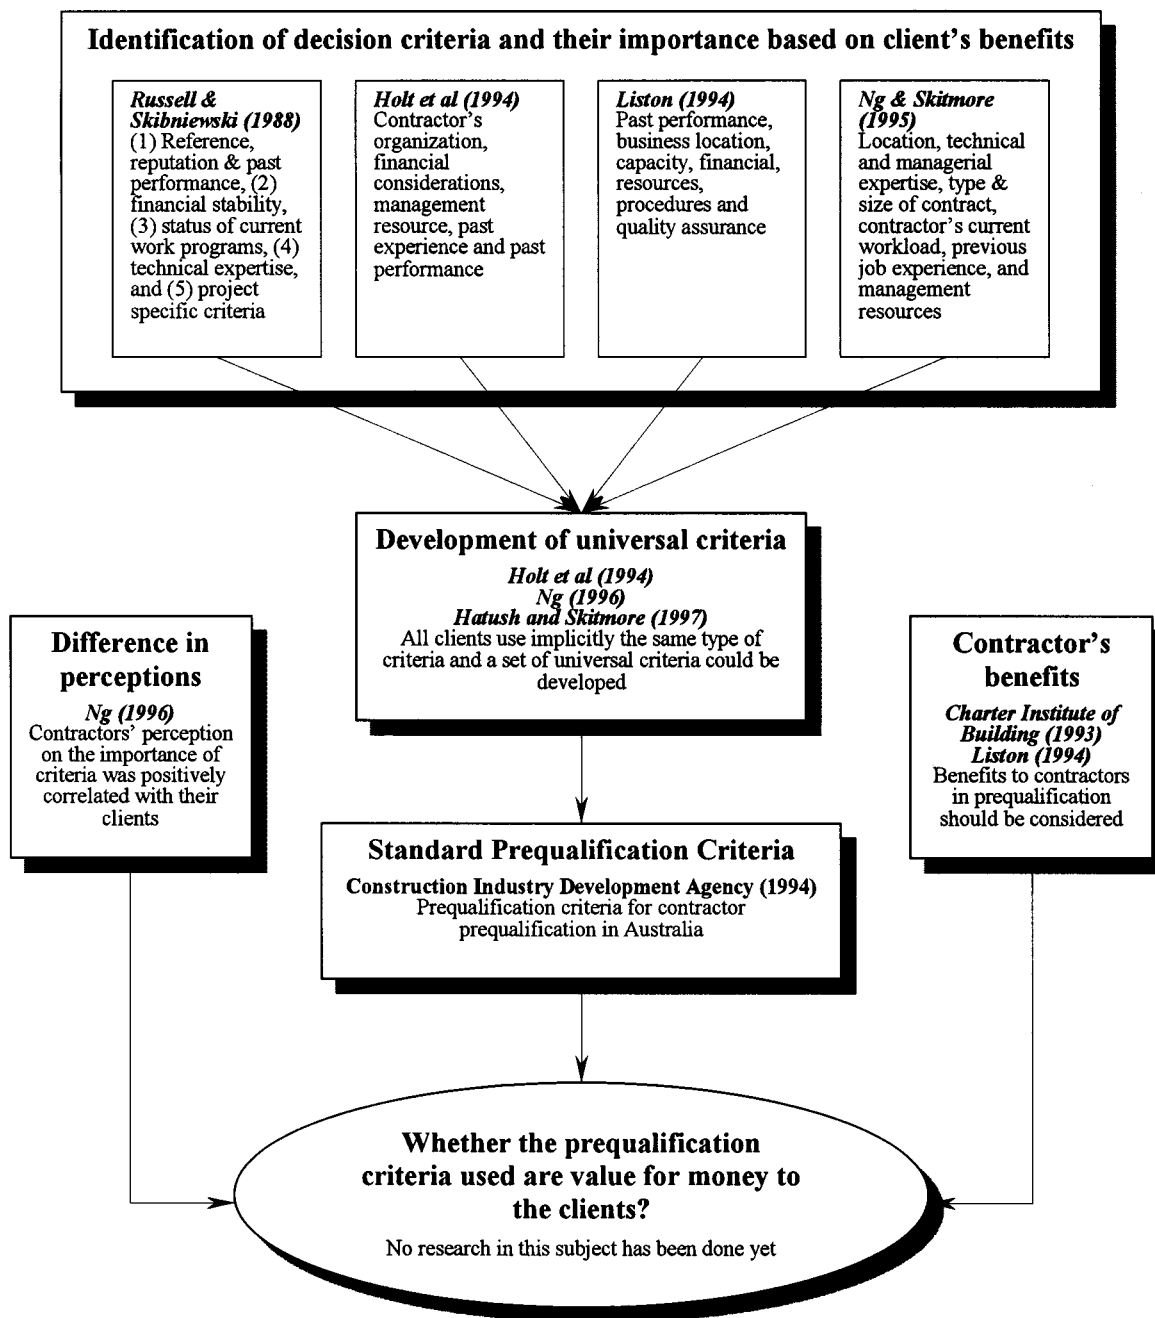 Identification of decision criteria and their importance based on client's benefits
Russell &
Skibniewski (1988)
(1) Reference,
reputation & past
performance, (2)
financial stability,
(3) status of current
work programs, (4)
technical expertise,
and (5) project
specific criteria
Holt et al (1994)
Contractor's
organization,
financial
considerations,
management
resource, past
experience and past
performance
Liston (1994)
Past performance,
business location,
capacity, financial,
resources,
procedures and
quality assurance
Ng & Skitmore
(1995)
Location, technical
and managerial
expertise, type &
size of contract,
contractor's current
workload, previous
job experience, and
management
resources
Development of universal criteria
Holt et al (1994)
Ng (1996)
Hatush and Skitmore (1997)
All clients use implicitly the same type of
criteria and a set of universal criteria could be
developed
Difference in
perceptions
Ng (1996)
Contractors' perception
on the importance of
criteria was positively
correlated with their
clients
Contractor's
benefits
Charter Institute of
Building (1993)
Liston (1994)
Benefits to contractors
in prequalification
should be considered
Standard Prequalification Criteria
Construction Industry Development Agency (1994)
Prequalification criteria for contractor
prequalification in Australia
Whether the prequalification
criteria used are value for money to
the clients?
No research in this subject has been done yet